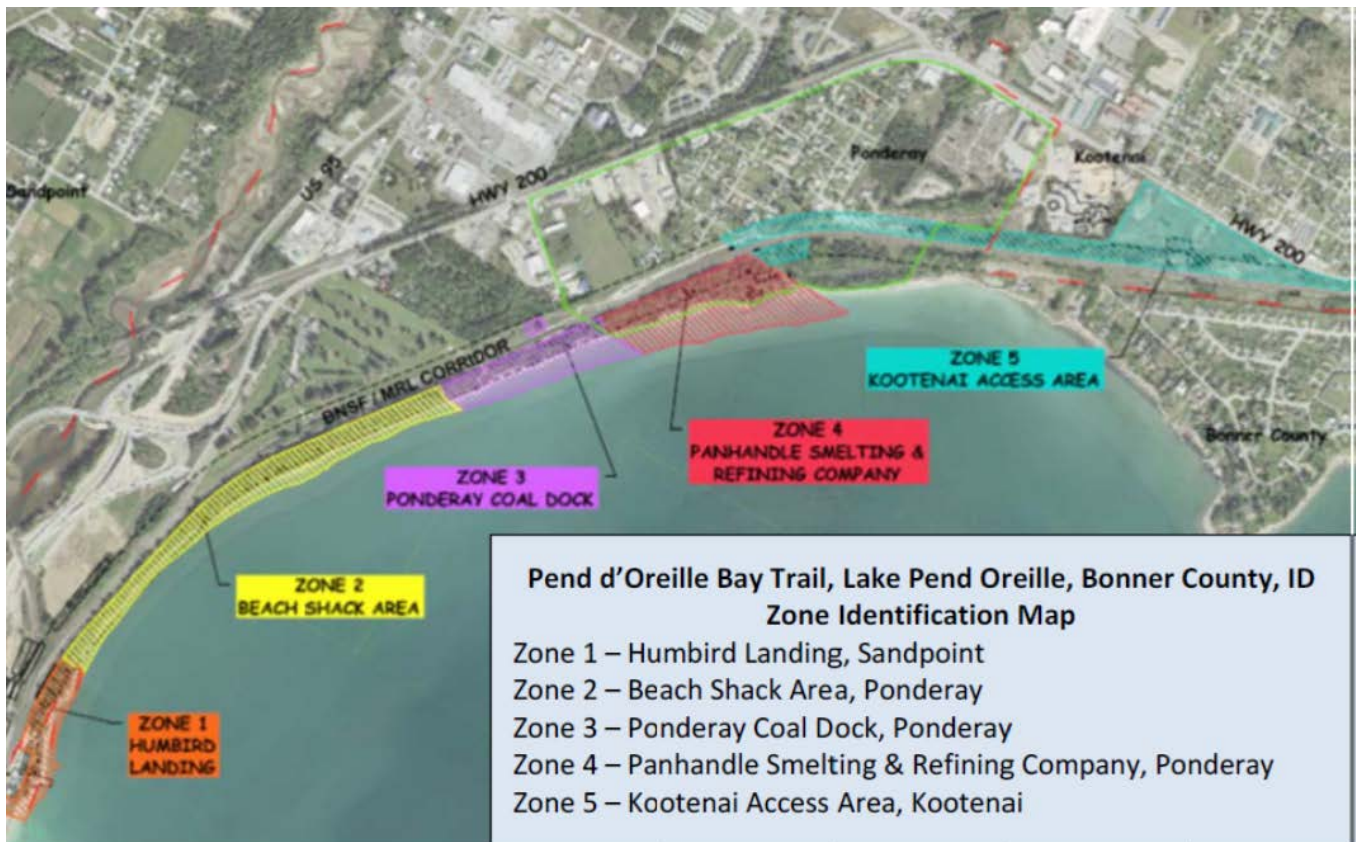 Sandpoint
US 95
HWY 200
Ponderay
Kootenai
HWY 200
BNSF / MRL CORRIDOR
ZONE 5
KOOTENAI ACCESS AREA
ZONE 4
PANHANDLE SMELTING &
REFINING COMPANY
Bonner County
ZONE 3
PONDERAY COAL DOCK
ZONE 2
BEACH SHACK AREA
ZONE 1
HUMBIRD
LANDING
Pend d'Oreille Bay Trail, Lake Pend Oreille, Bonner County, ID
Zone Identification Map
Zone 1 – Humbird Landing, Sandpoint
Zone 2 – Beach Shack Area, Ponderay
Zone 3 – Ponderay Coal Dock, Ponderay
Zone 4 – Panhandle Smelting & Refining Company, Ponderay
Zone 5 – Kootenai Access Area, Kootenai